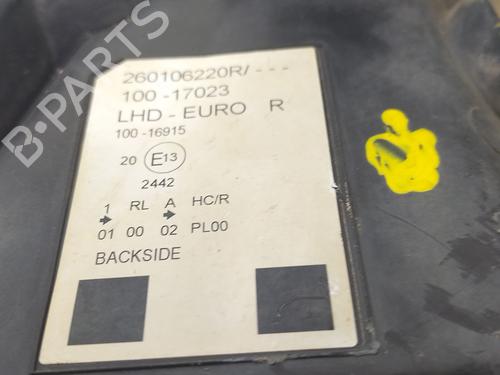 B-PARTS
260106220R/---
100 -17023
LHD - EURO R
100 -16915
20 E13
2442
1 RL A HC/R
01 00 02 PL00
BACKSIDE